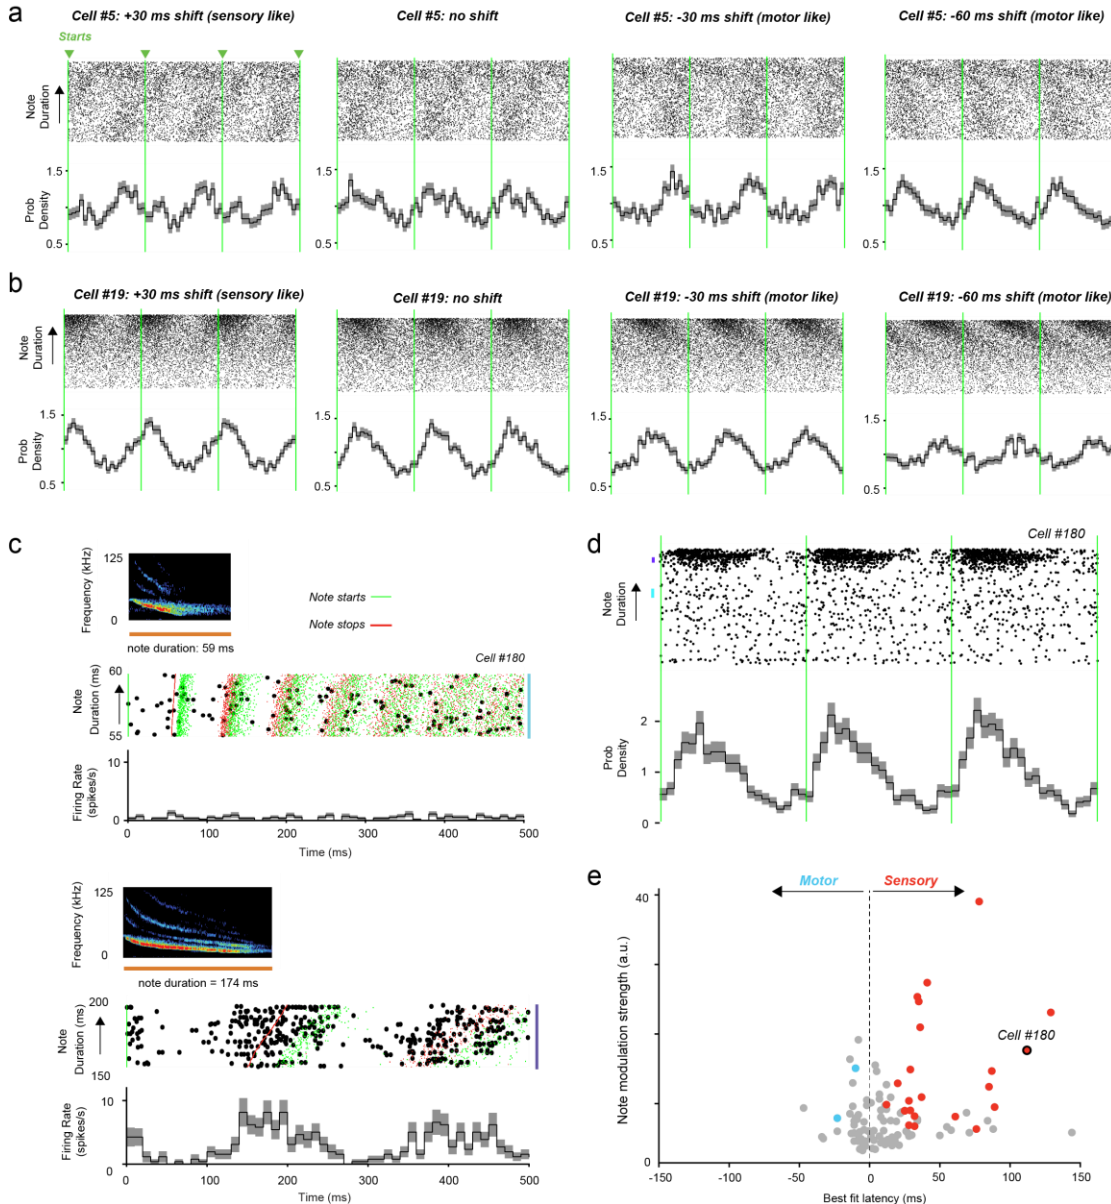 a
Cell #5: +30 ms shift (sensory like)
Cell #5: no shift
Cell #5: -30 ms shift (motor like)
Cell #5: -60 ms shift (motor like)
Starts
Note
Duration
1.5
Prob
Density
0.5
1.5
0.5
1.5
0.5
1.5
0.5
b
Cell #19: +30 ms shift (sensory like)
Cell #19: no shift
Cell #19: -30 ms shift (motor like)
Cell #19: -60 ms shift (motor like)
Note
Duration
1.5
Prob
Density
0.5
1.5
0.5
1.5
0.5
1.5
0.5
c
Frequency (kHz)
125
0
note duration: 59 ms
Note starts
Note stops
Cell #180
Note
Duration (ms)
60
55
Firing Rate
(spikes/s)
10
0
0
100
200
300
400
500
Time (ms)
Frequency (kHz)
125
0
note duration = 174 ms
Note
Duration (ms)
200
150
Firing Rate
(spikes/s)
10
0
0
100
200
300
400
500
Time (ms)
d
Cell #180
Note
Duration
Prob
Density
2
1
0
e
Motor
Sensory
Note modulation strength (a.u.)
40
20
0
Cell #180
-150
-100
-50
0
50
100
150
Best fit latency (ms)